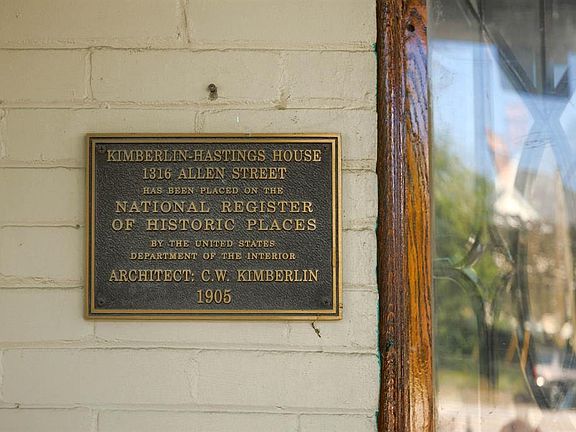 KIMBERLIN-HASTINGS HOUSE
1316 ALLEN STREET
HAS BEEN PLACED ON THE
NATIONAL REGISTER
OF HISTORIC PLACES
BY THE UNITED STATES
DEPARTMENT OF THE INTERIOR
ARCHITECT: C.W. KIMBERLIN
1905